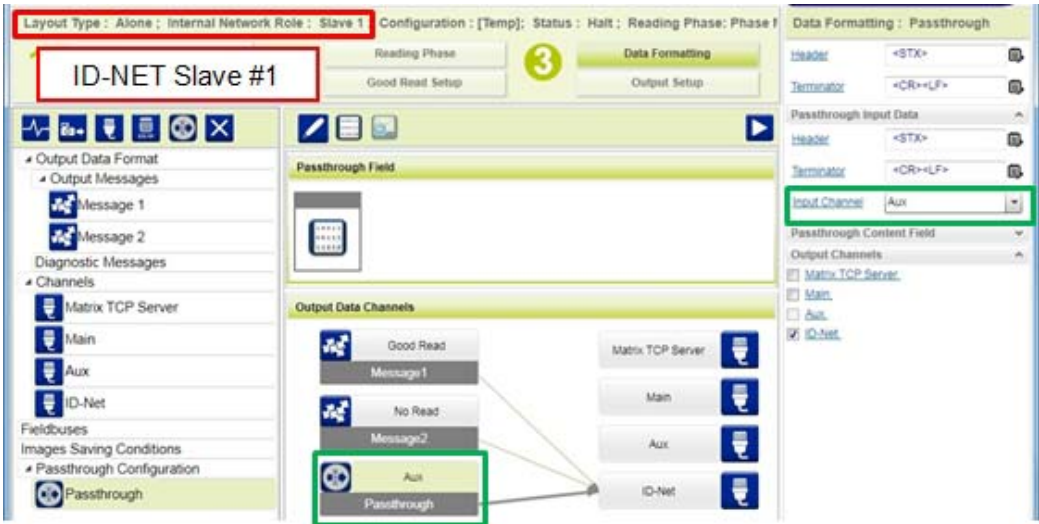 Layout Type : Alone ; Internal Network Role : Slave 1 ; Configuration : [Temp]; Status : Halt ; Reading Phase: Phase
ID-NET Slave #1
Reading Phase
Good Read Setup
3
Data Formatting
Output Setup
Output Data Format
Output Messages
Message 1
Message 2
Diagnostic Messages
Channels
Matrix TCP Server
Main
Aux
ID-Net
Fieldbuses
Images Saving Conditions
Passthrough Configuration
Passthrough
Passthrough Field
Output Data Channels
Good Read
Message1
No Read
Message2
Aux
Passthrough
Matrix TCP Server
Main
Aux
ID-Net
Data Formatting : Passthrough
Header <STX>
Terminator <CR><LF>
Passthrough Input Data
Header <STX>
Terminator <CR><LF>
Input Channel Aux
Passthrough Content Field
Output Channels
Matrix TCP Server,
Main,
Aux,
ID-Net,